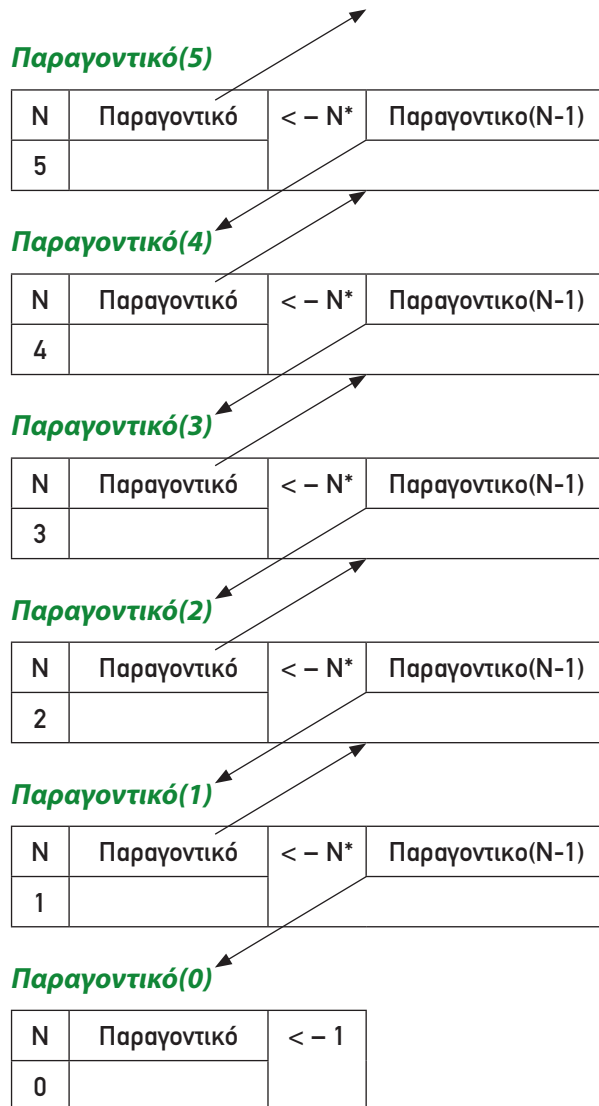 Παραγοντικό(5)
N Παραγοντικό < – N* Παραγοντικο(N-1)
5
Παραγοντικό(4)
N Παραγοντικό < – N* Παραγοντικο(N-1)
4
Παραγοντικό(3)
N Παραγοντικό < – N* Παραγοντικο(N-1)
3
Παραγοντικό(2)
N Παραγοντικό < – N* Παραγοντικο(N-1)
2
Παραγοντικό(1)
N Παραγοντικό < – N* Παραγοντικο(N-1)
1
Παραγοντικό(0)
N Παραγοντικό < – 1
0